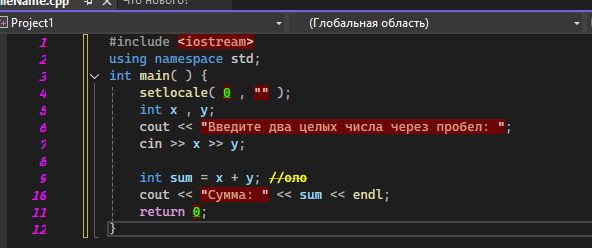 ileName.cpp Что нового?
Project1 (Глобальная область)
1 #include <iostream>
2 using namespace std;
3 int main( ) {
4 setlocale( 0 , "" );
5 int x , y;
6 cout << "Введите два целых числа через пробел: ";
7 cin >> x >> y;
8
9 int sum = x + y; //оло
10 cout << "Сумма: " << sum << endl;
11 return 0;
12 }